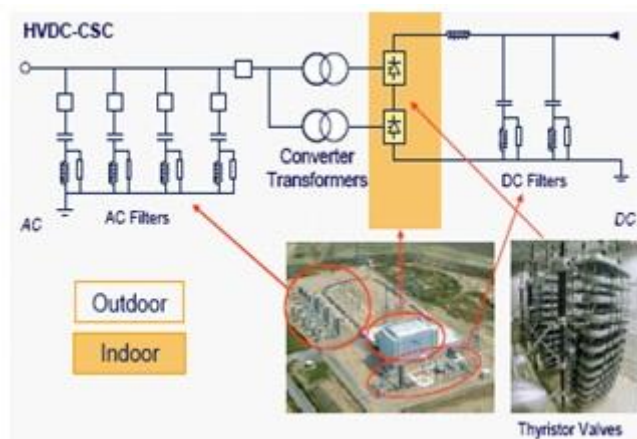 HVDC-CSC
Converter
Transformers
AC Filters
DC Filters
AC
DC
Outdoor
Indoor
Thyristor Valves